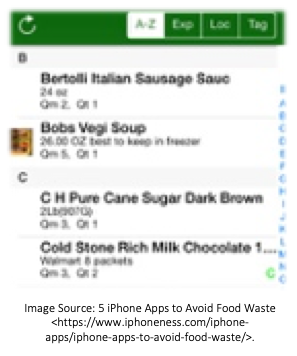 A-Z Exp Loc Tag
B
Bertolli Italian Sausage Sauc
24 oz
Qm 2, Qt 1
Bobs Vegi Soup
26.00 OZ best to keep in freezer
Qm 5, Qt 1
C
C H Pure Cane Sugar Dark Brown
2Lb(907G)
Qm 3, Qt 1
Cold Stone Rich Milk Chocolate 1....
Walmart 8 packets
Qm 3, Qt 2
C
Image Source: 5 iPhone Apps to Avoid Food Waste
<https://www.iphoneness.com/iphone-
apps/iphone-apps-to-avoid-food-waste/>.